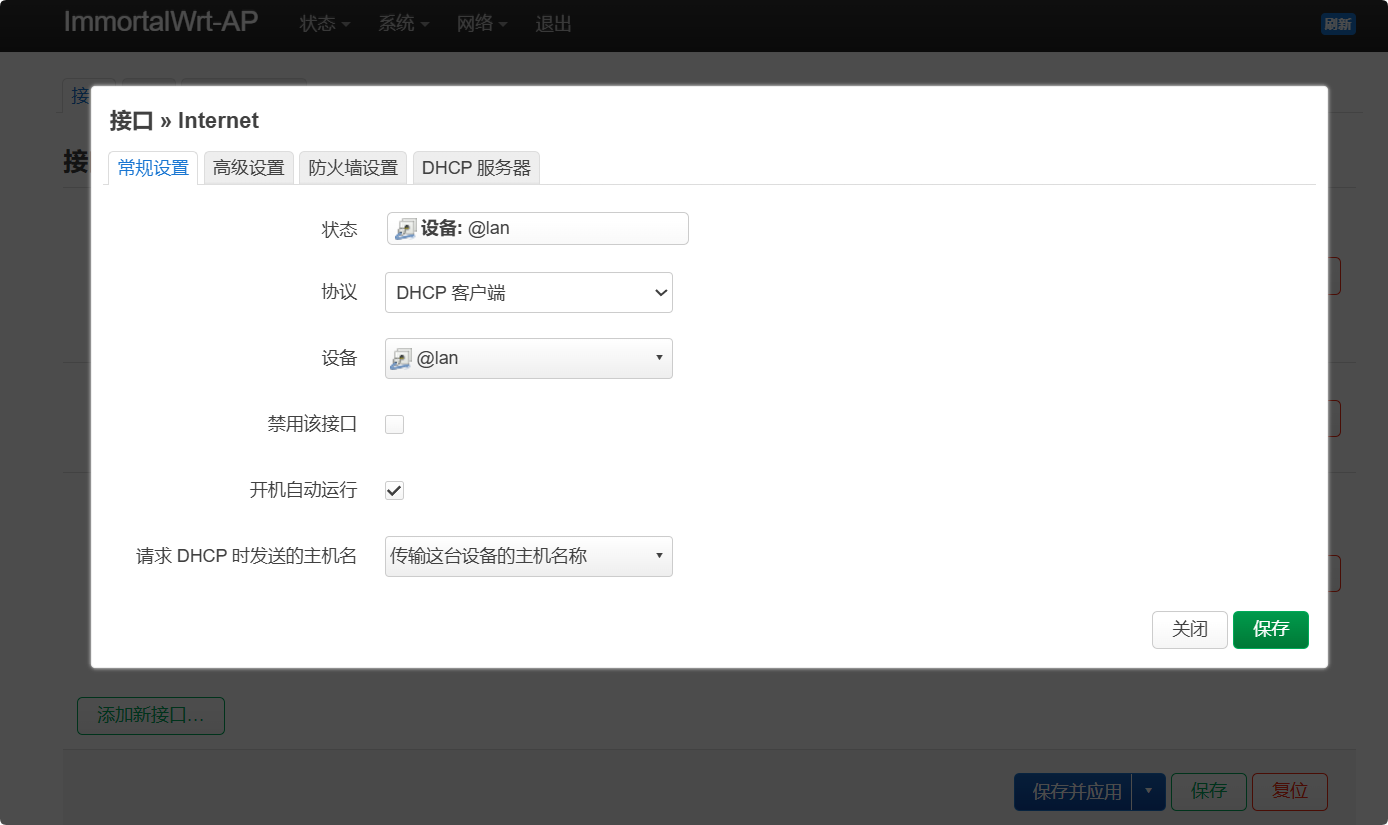 ImmortalWrt-AP 状态 系统 网络 退出 刷新
接
接口 » Internet
接
常规设置 高级设置 防火墙设置 DHCP 服务器
状态 设备: @lan
协议 DHCP 客户端
设备 @lan
禁用该接口
开机自动运行
请求 DHCP 时发送的主机名 传输这台设备的主机名称
关闭 保存
添加新接口...
保存并应用 保存 复位